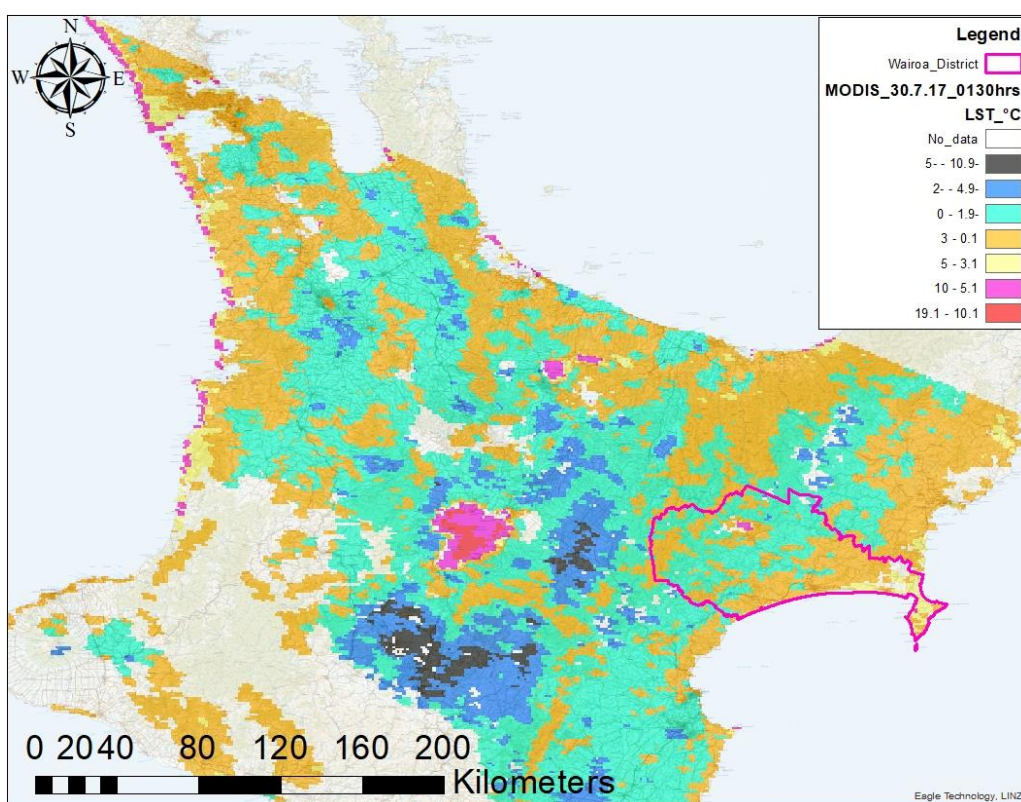 N
W E
S
Legend
Wairoa_District
MODIS_30.7.17_0130hrs
LST_°C
No_data
5- - 10.9-
2- - 4.9-
0 - 1.9-
3 - 0.1
5 - 3.1
10 - 5.1
19.1 - 10.1
0 20 40 80 120 160 200
Kilometers
Eagle Technology, LINZ